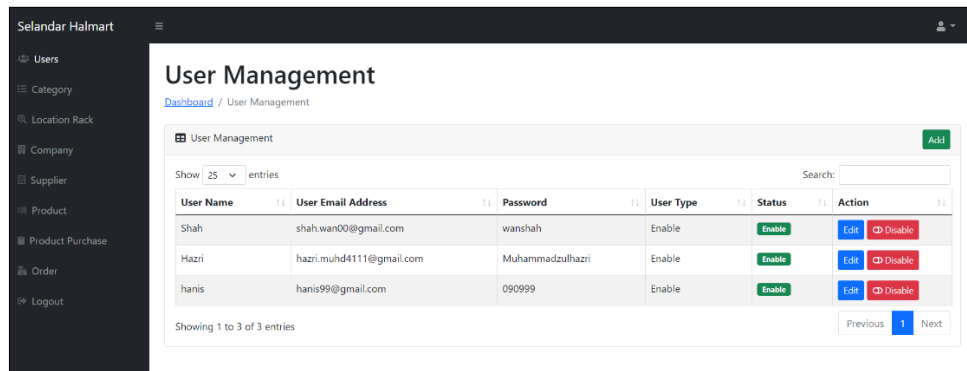 Selandar Halmart
Users
Category
Location Rack
Company
Supplier
Product
Product Purchase
Order
Logout
User Management
Dashboard / User Management
User Management Add
Show 25 entries Search:
User Name User Email Address Password User Type Status Action
Shah shah.wan00@gmail.com wanshah Enable Enable Edit Disable
Hazri hazri.muhd4111@gmail.com Muhammadzulhazri Enable Enable Edit Disable
hanis hanis99@gmail.com 090999 Enable Enable Edit Disable
Showing 1 to 3 of 3 entries Previous 1 Next